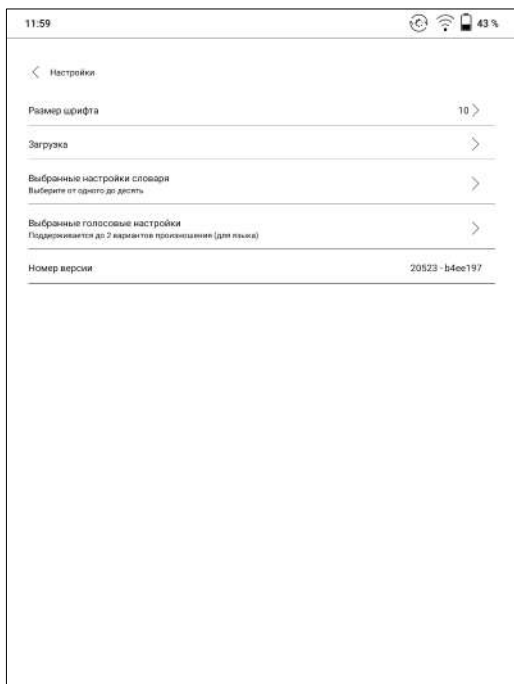 11:59
43 %
Настройки
Размер шрифта
10
Загрузка
Выбранные настройки словаря
Выберите от одного до десять
Выбранные голосовые настройки
Поддерживается до 2 вариантов произношения (для языка)
Номер версии
20523 - b4ee197